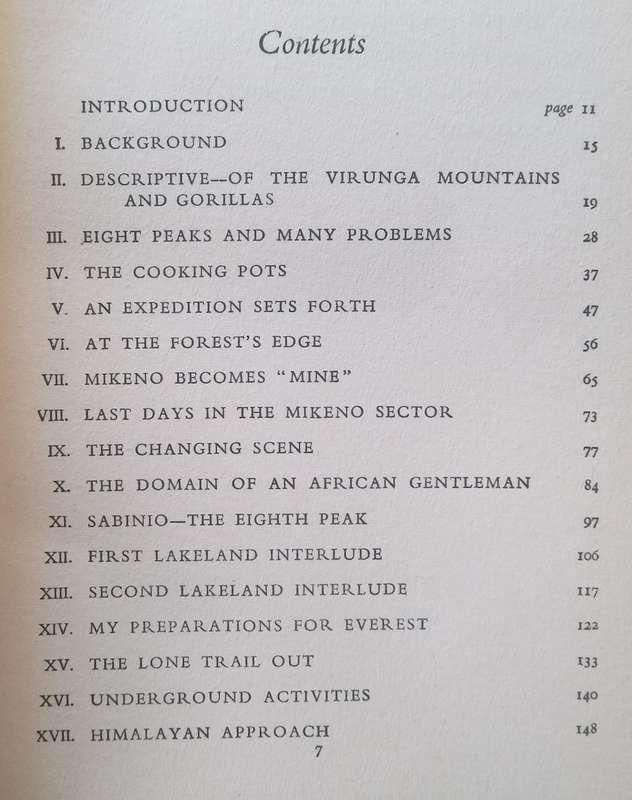 Contents
INTRODUCTION page 11
I. BACKGROUND 15
II. DESCRIPTIVE—OF THE VIRUNGA MOUNTAINS
AND GORILLAS 19
III. EIGHT PEAKS AND MANY PROBLEMS 28
IV. THE COOKING POTS 37
V. AN EXPEDITION SETS FORTH 47
VI. AT THE FOREST'S EDGE 56
VII. MIKENO BECOMES “MINE” 65
VIII. LAST DAYS IN THE MIKENO SECTOR 73
IX. THE CHANGING SCENE 77
X. THE DOMAIN OF AN AFRICAN GENTLEMAN 84
XI. SABINIO—THE EIGHTH PEAK 97
XII. FIRST LAKELAND INTERLUDE 106
XIII. SECOND LAKELAND INTERLUDE 117
XIV. MY PREPARATIONS FOR EVEREST 122
XV. THE LONE TRAIL OUT 133
XVI. UNDERGROUND ACTIVITIES 140
XVII. HIMALAYAN APPROACH 148
7